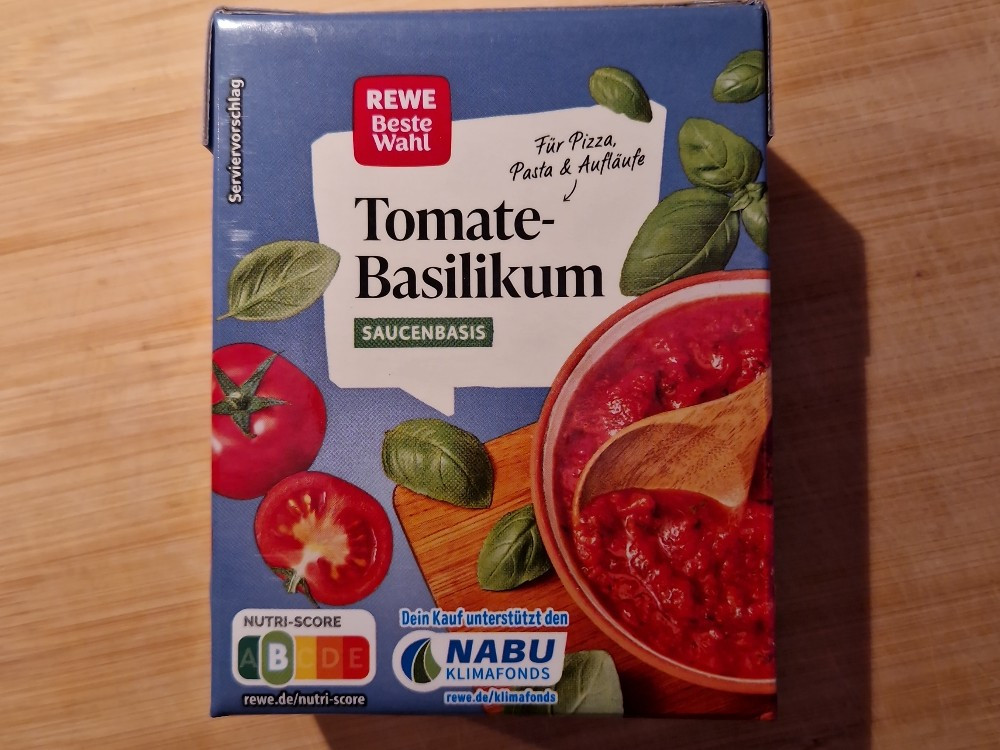 Serviervorschlag
REWE
Beste
Wahl
Für Pizza,
Pasta & Aufläufe
Tomate-
Basilikum
SAUCENBASIS
NUTRI-SCORE
A B C D E
rewe.de/nutri-score
Dein Kauf unterstützt den
NABU
KLIMAFONDS
rewe.de/klimafonds